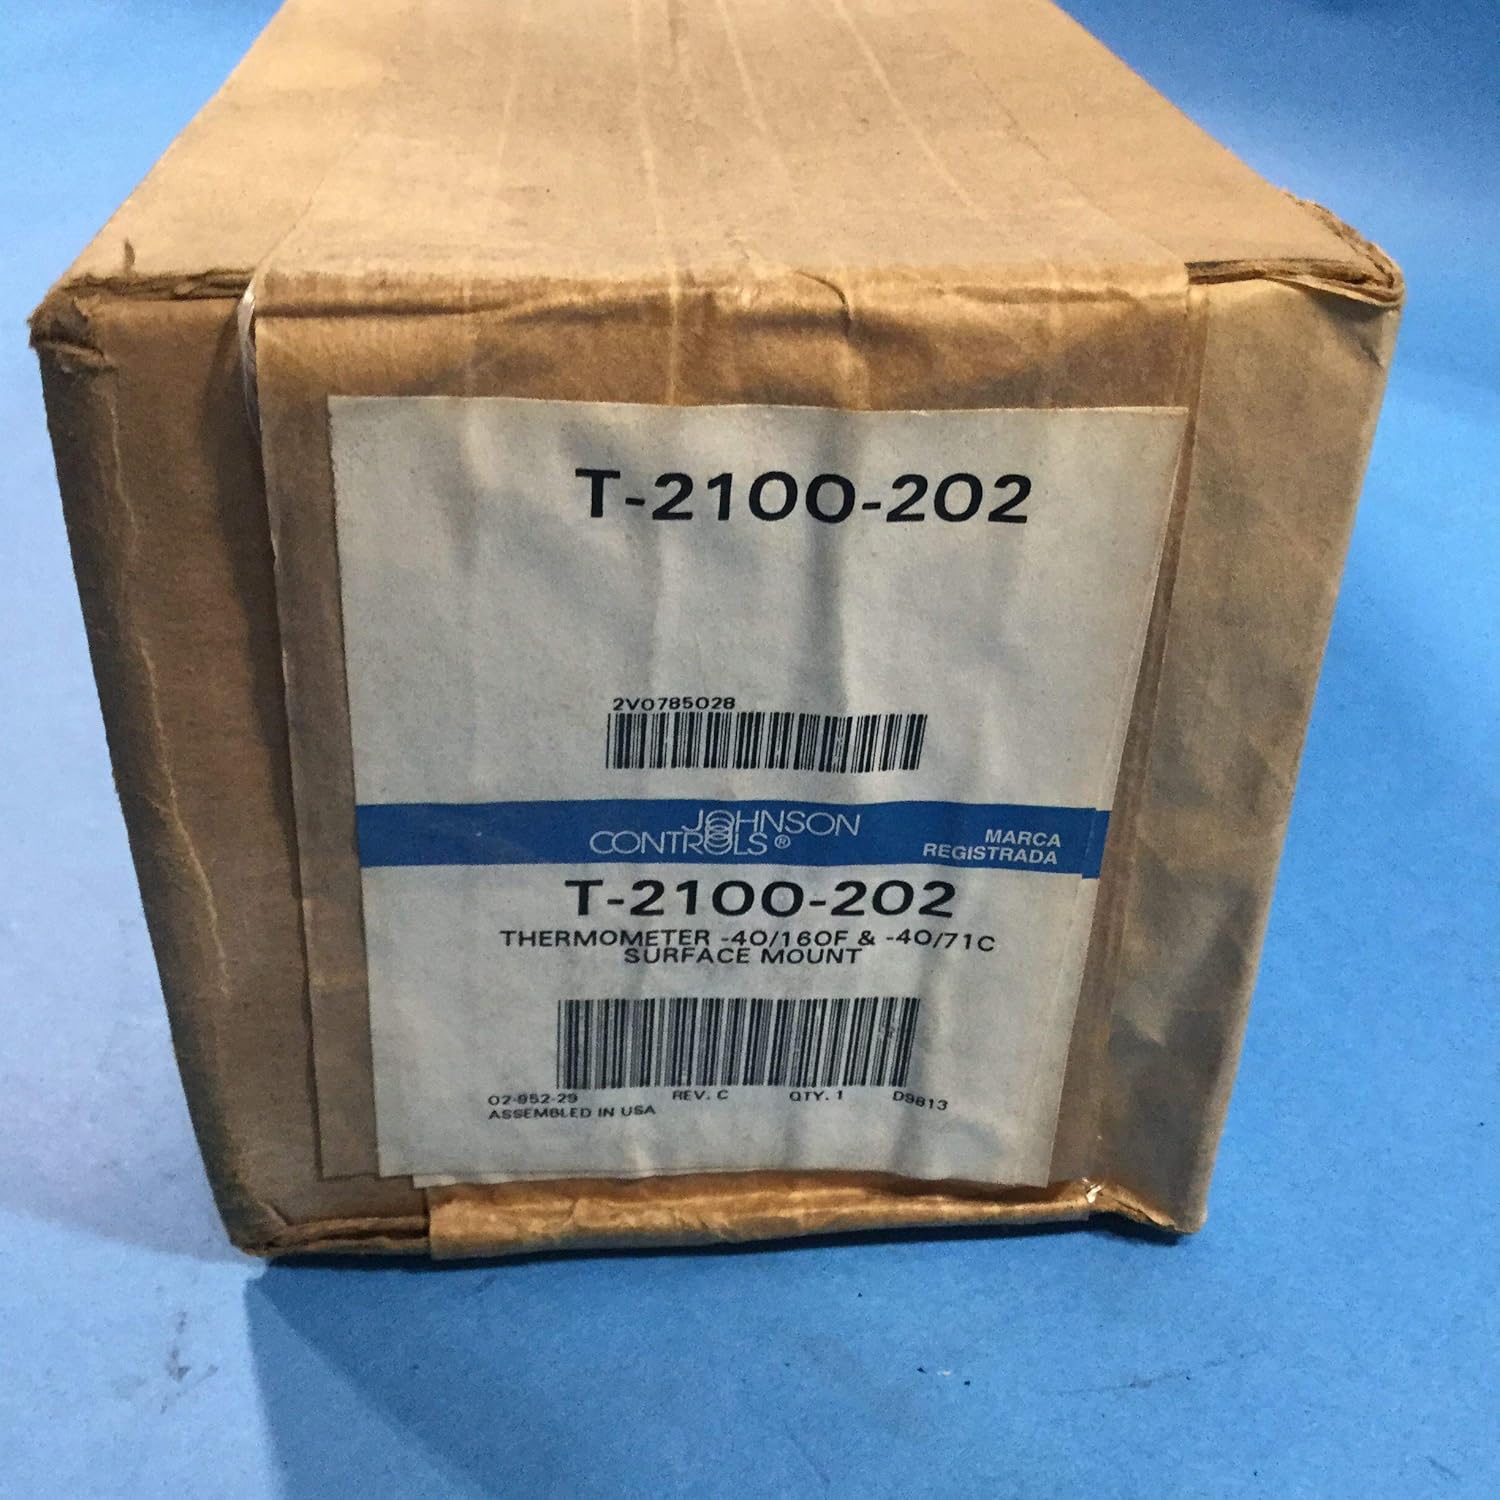 T-2100-202
2V0785028
JOHNSON
CONTROLS®
MARCA
REGISTRADA
T-2100-202
THERMOMETER -40/160F & -40/71C
SURFACE MOUNT
02-952-29 REV. C QTY. 1 D9813
ASSEMBLED IN USA